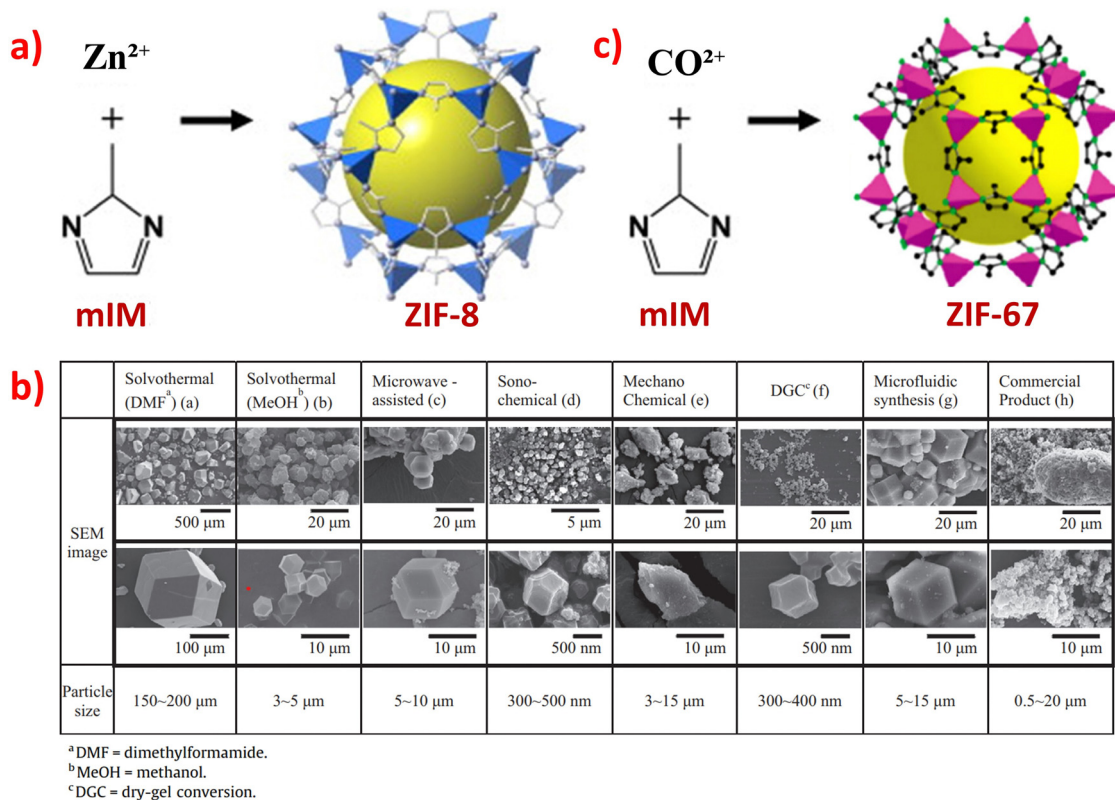 a)
Zn²⁺
+
N N
mIM
ZIF-8
c)
CO²⁺
+
N N
mIM
ZIF-67
b)
Solvothermal (DMFᵃ) (a)
Solvothermal (MeOHᵇ) (b)
Microwave - assisted (c)
Sono- chemical (d)
Mechano Chemical (e)
DGCᶜ (f)
Microfluidic synthesis (g)
Commercial Product (h)
SEM image
500 μm 20 μm 20 μm 5 μm 20 μm 20 μm 20 μm 20 μm
100 μm 10 μm 10 μm 500 nm 10 μm 500 nm 10 μm 10 μm
Particle size
150~200 μm 3~5 μm 5~10 μm 300~500 nm 3~15 μm 300~400 nm 5~15 μm 0.5~20 μm
ᵃ DMF = dimethylformamide.
ᵇ MeOH = methanol.
ᶜ DGC = dry-gel conversion.